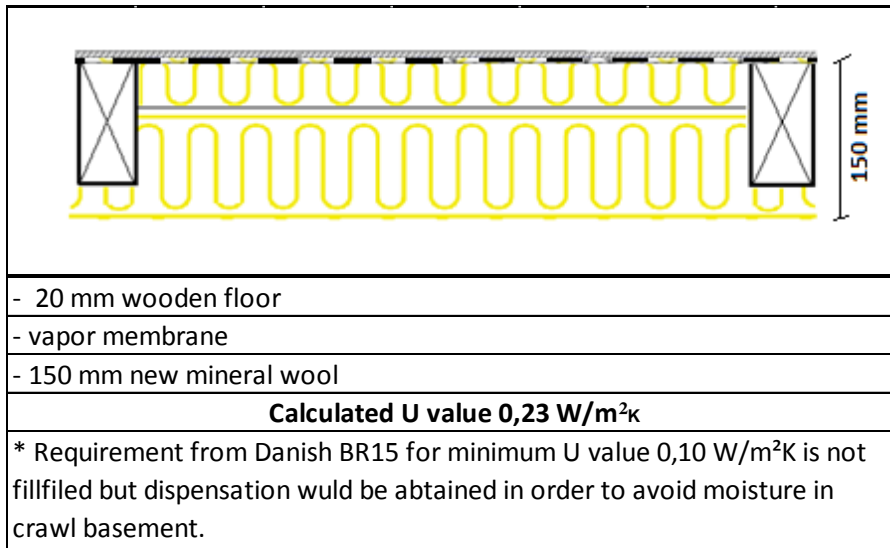 150 mm
-  20 mm wooden floor
- vapor membrane
- 150 mm new mineral wool
Calculated U value 0,23 W/m²ᴋ
* Requirement from Danish BR15 for minimum U value 0,10 W/m²K is not
fillfiled but dispensation wuld be abtained in order to avoid moisture in
crawl basement.